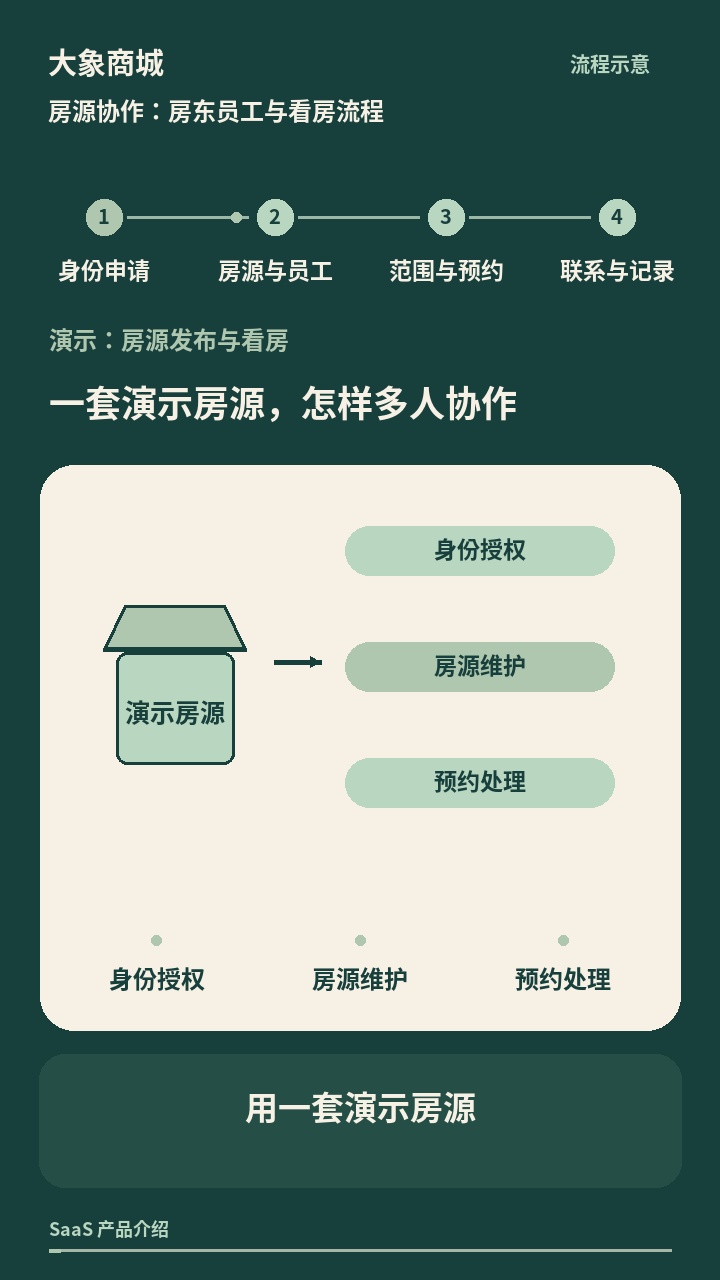 大象商城
流程示意
房源协作：房东员工与看房流程
1
2
3
4
身份申请
房源与员工
范围与预约
联系与记录
演示：房源发布与看房
一套演示房源，怎样多人协作
身份授权
房源维护
演示房源
预约处理
身份授权
房源维护
预约处理
用一套演示房源
SaaS 产品介绍